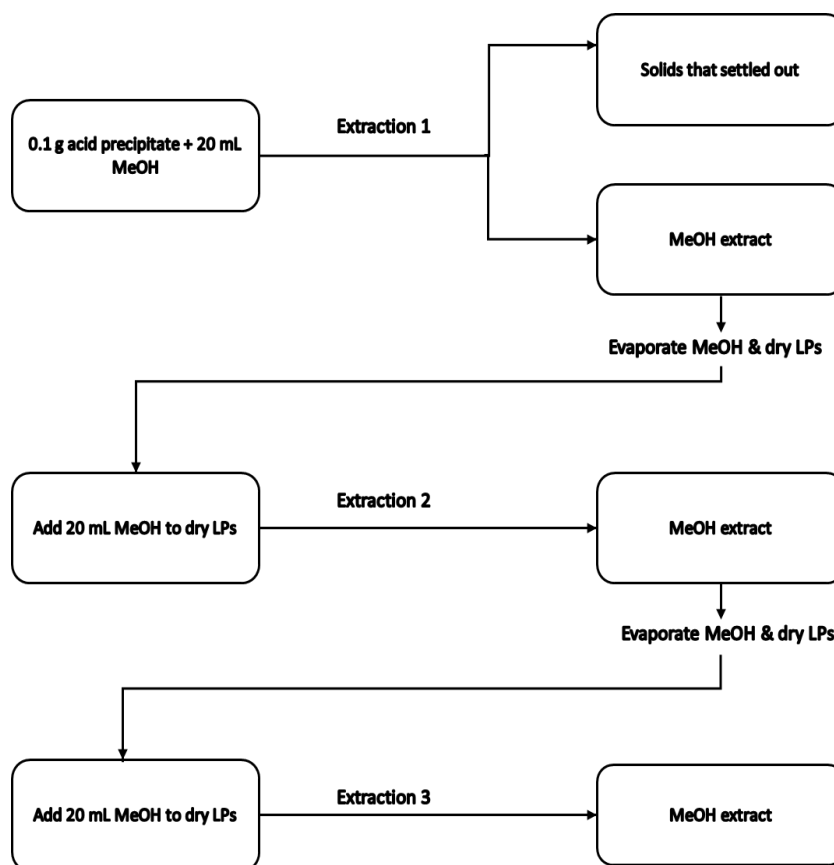 Solids that settled out
Extraction 1
0.1 g acid precipitate + 20 mL
MeOH
MeOH extract
Evaporate MeOH & dry LPs
Extraction 2
Add 20 mL MeOH to dry LPs
MeOH extract
Evaporate MeOH & dry LPs
Extraction 3
Add 20 mL MeOH to dry LPs
MeOH extract